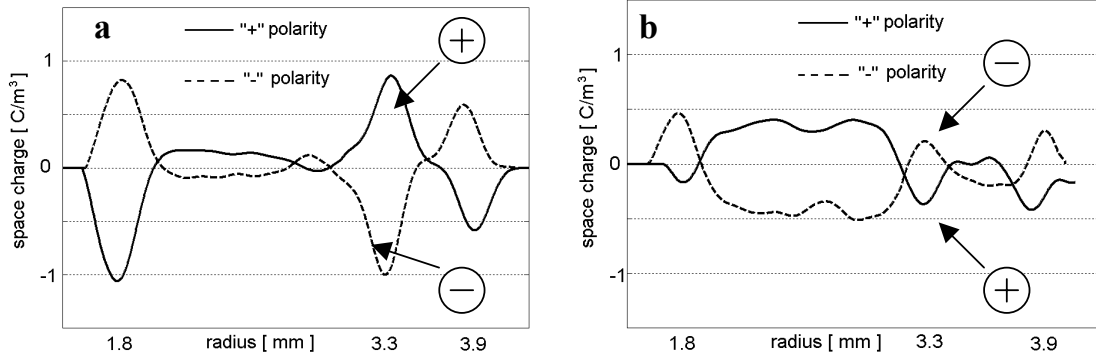 a
"+" polarity
"-" polarity
+
−
space charge [ C/m³ ]
1
0
-1
1.8
radius [ mm ]
3.3
3.9
b
"+" polarity
"-" polarity
−
+
space charge [ C/m³ ]
1
0
-1
1.8
radius [ mm ]
3.3
3.9